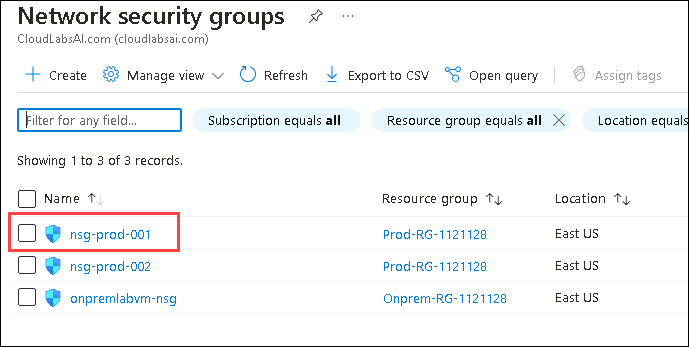 Network security groups
CloudLabsAI.com (cloudlabsai.com)
Create Manage view Refresh Export to CSV Open query Assign tags
Filter for any field... Subscription equals all Resource group equals all Location equals
Showing 1 to 3 of 3 records.
Name Resource group Location
nsg-prod-001 Prod-RG-1121128 East US
nsg-prod-002 Prod-RG-1121128 East US
onpremlabvm-nsg Onprem-RG-1121128 East US